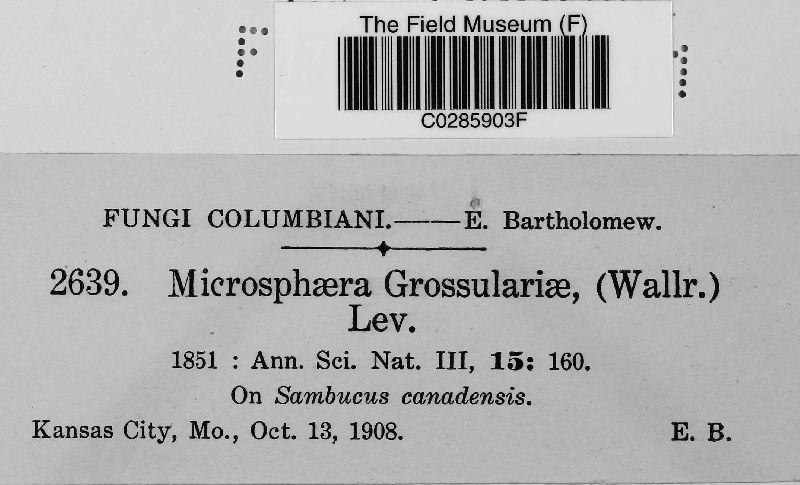 The Field Museum (F)
C0285903F
FUNGI COLUMBIANI.——E. Bartholomew.
2639. Microsphæra Grossulariæ, (Wallr.)
Lev.
1851 : Ann. Sci. Nat. III, 15: 160.
On Sambucus canadensis.
Kansas City, Mo., Oct. 13, 1908. E. B.